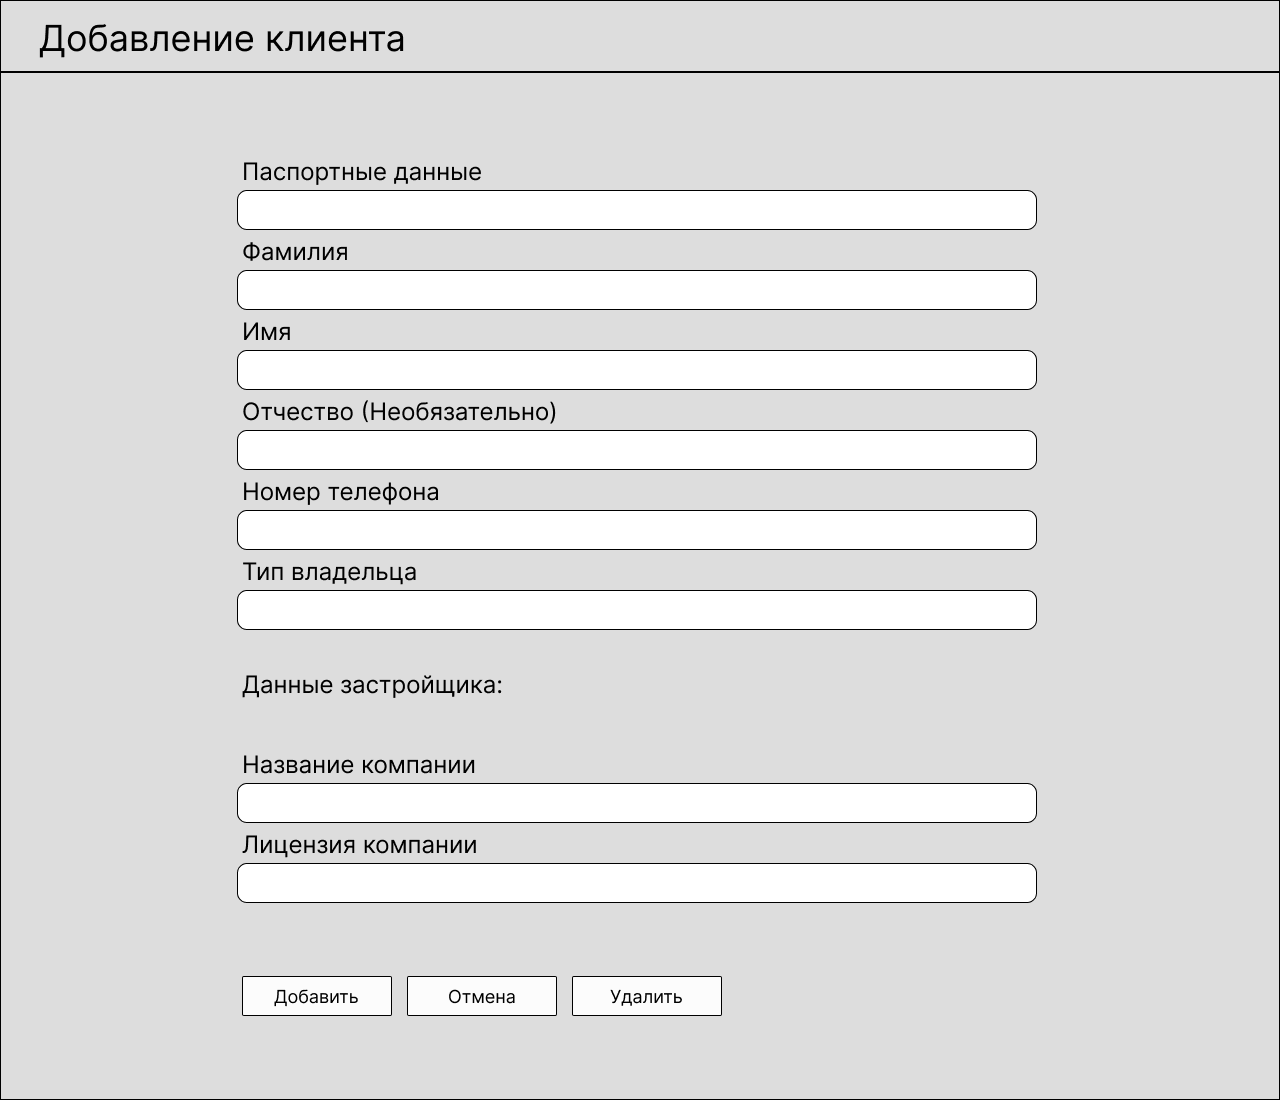 Добавление клиента
Паспортные данные
Фамилия
Имя
Отчество (Необязательно)
Номер телефона
Тип владельца
Данные застройщика:
Название компании
Лицензия компании
Добавить
Отмена
Удалить